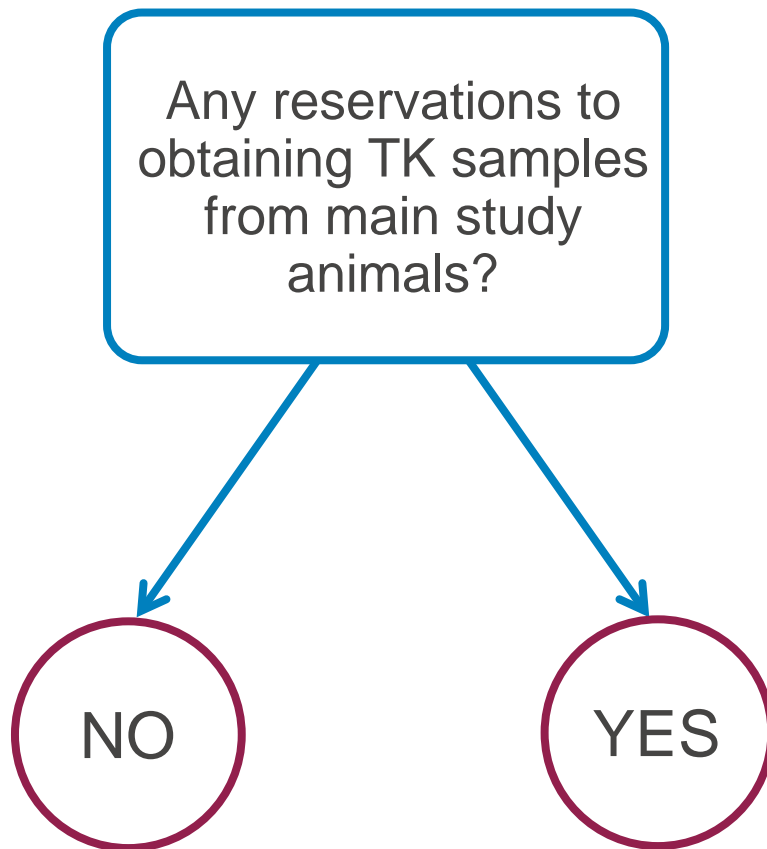 Any reservations to
obtaining TK samples
from main study
animals?
NO
YES